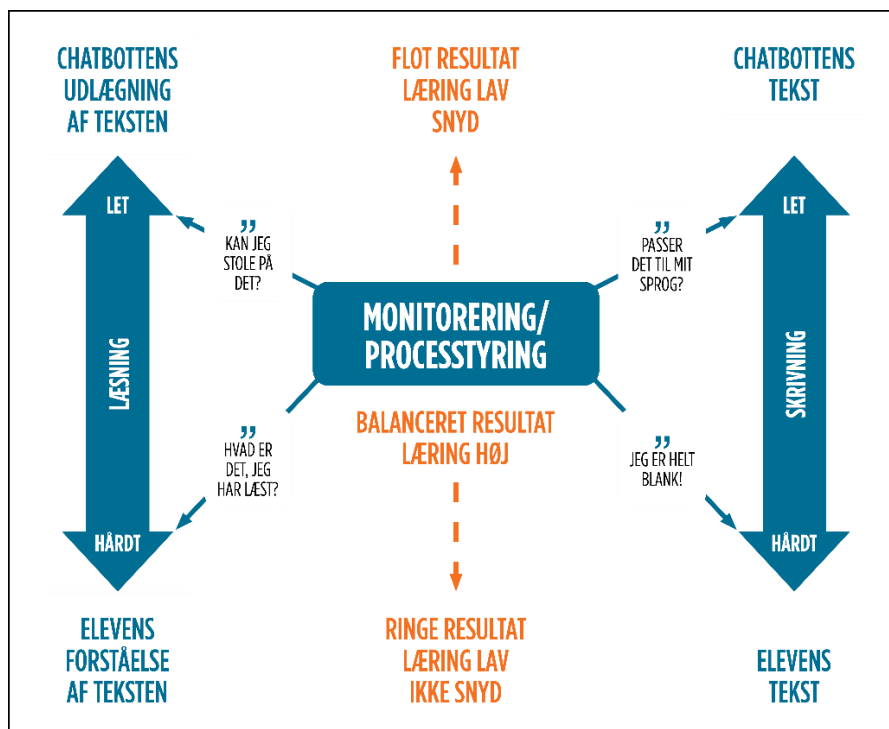 CHATBOTTENS
UDLÆGNING
AF TEKSTEN
FLOT RESULTAT
LÆRING LAV
SNYD
CHATBOTTENS
TEKST
LET
LET
”
KAN JEG
STOLE PÅ
DET?
”
PASSER
DET TIL MIT
SPROG?
MONITORERING/
PROCESSTYRING
LÆSNING
SKRIVNING
BALANCERET RESULTAT
LÆRING HØJ
”
HVAD ER
DET, JEG
HAR LÆST?
”
JEG ER HELT
BLANK!
HÅRDT
HÅRDT
ELEVENS
FORSTÅELSE
AF TEKSTEN
RINGE RESULTAT
LÆRING LAV
IKKE SNYD
ELEVENS
TEKST